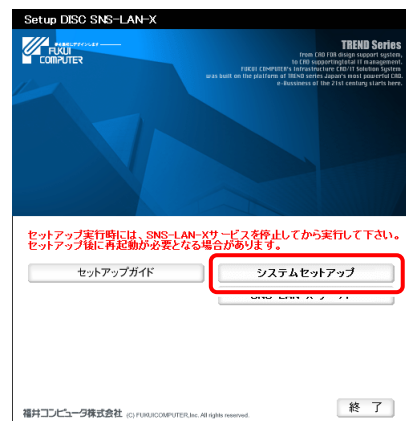 Setup DISC SNS-LAN-X
FUKUI
COMPUTER
TREND Series
from CAD FOR disign support system,
to CAD supportingtotal IT management.
FUKUI COMPUTER's Infrastructure CAD/IT Solution System
was built on the platform of TREND series Japan's most powerful CAD.
e-Bussiness of the 21st century starts here.
セットアップ実行時には、SNS-LAN-Xサービスを停止してから実行して下さい。
セットアップ後に再起動が必要となる場合があります。
セットアップガイド
システムセットアップ
終 了
福井コンピュータ株式会社 (C) FUKUICOMPUTER,Inc. All rights reserved.